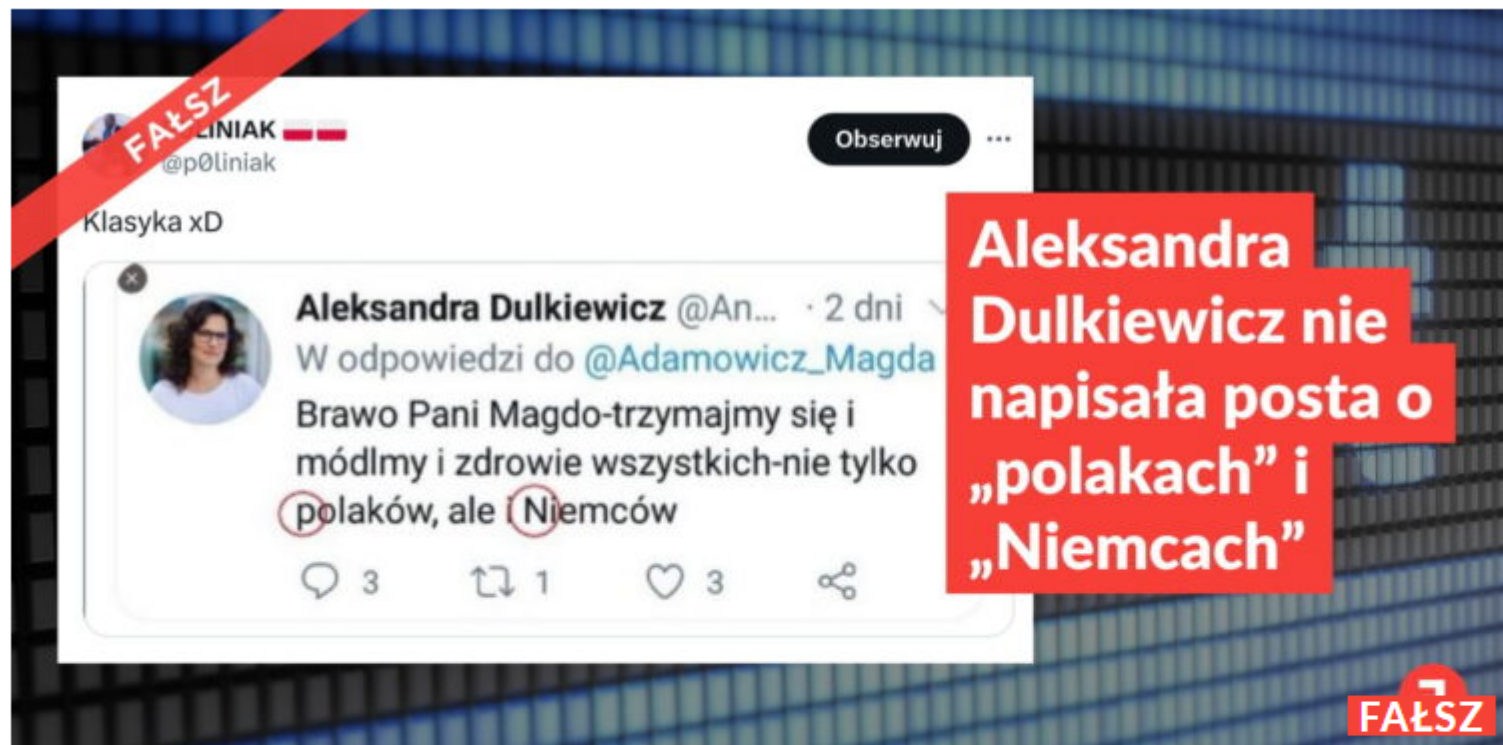 FAŁSZ
LINIAK
@p0liniak
Obserwuj
Klasyka xD
Aleksandra Dulkiewicz @An... · 2 dni
W odpowiedzi do @Adamowicz_Magda
Brawo Pani Magdo-trzymajmy się i
módlmy i zdrowie wszystkich-nie tylko
polaków, ale i Niemców
3 1 3
Aleksandra
Dulkiewicz nie
napisała posta o
„polakach” i
„Niemcach”
FAŁSZ